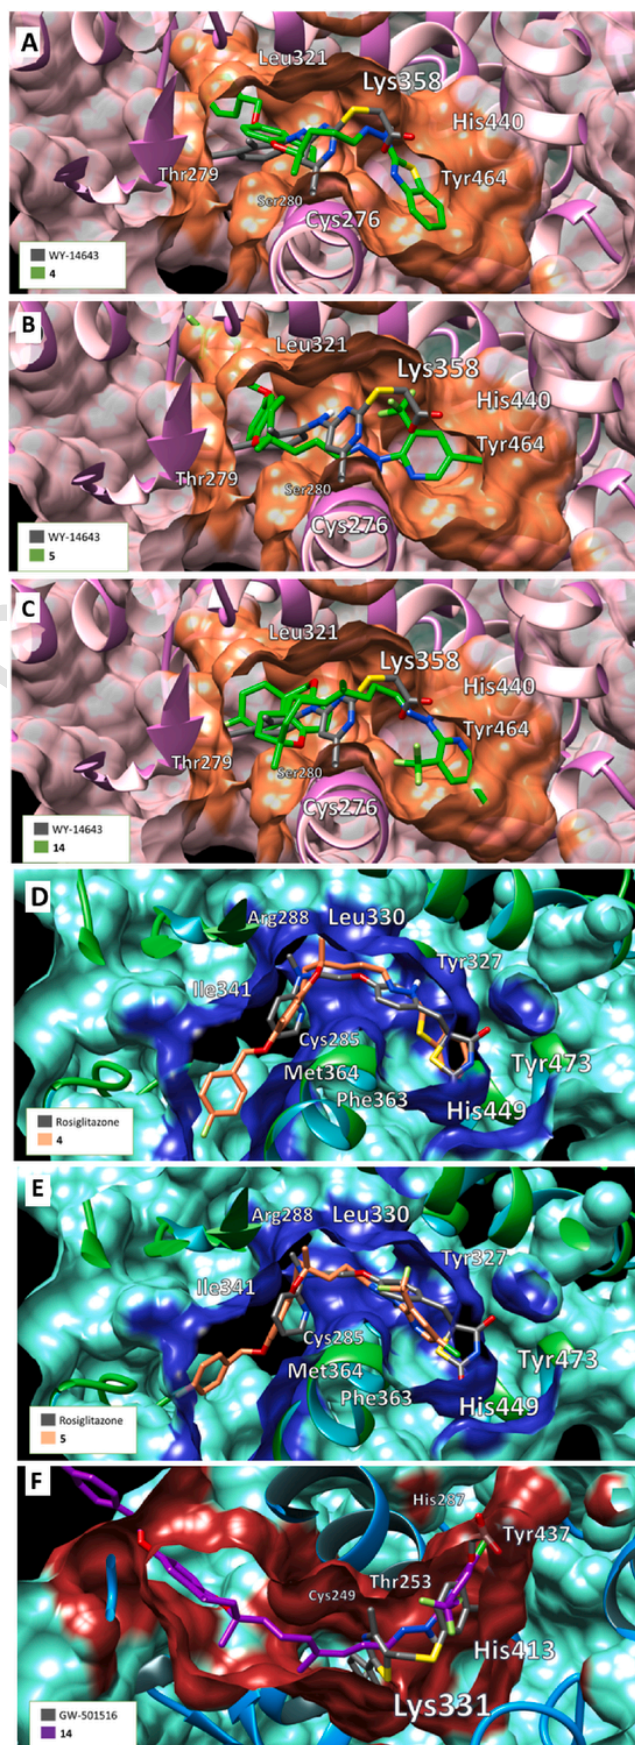 A
Leu321
Lys358
His440
Thr279
Tyr464
Ser280
Cys276
WY-14643
4
B
Leu321
Lys358
His440
Tyr464
Thr279
Ser280
Cys276
WY-14643
5
C
Leu321
Lys358
His440
Tyr464
Thr279
Ser280
Cys276
WY-14643
14
D
Arg288
Leu330
Tyr327
Ile341
Cys285
Met364
Tyr473
Phe363
His449
Rosiglitazone
4
E
Arg288
Leu330
Tyr327
Ile341
Cys285
Tyr473
Met364
Phe363
His449
Rosiglitazone
5
F
His287
Tyr437
Thr253
Cys249
His413
Lys331
GW-501516
14